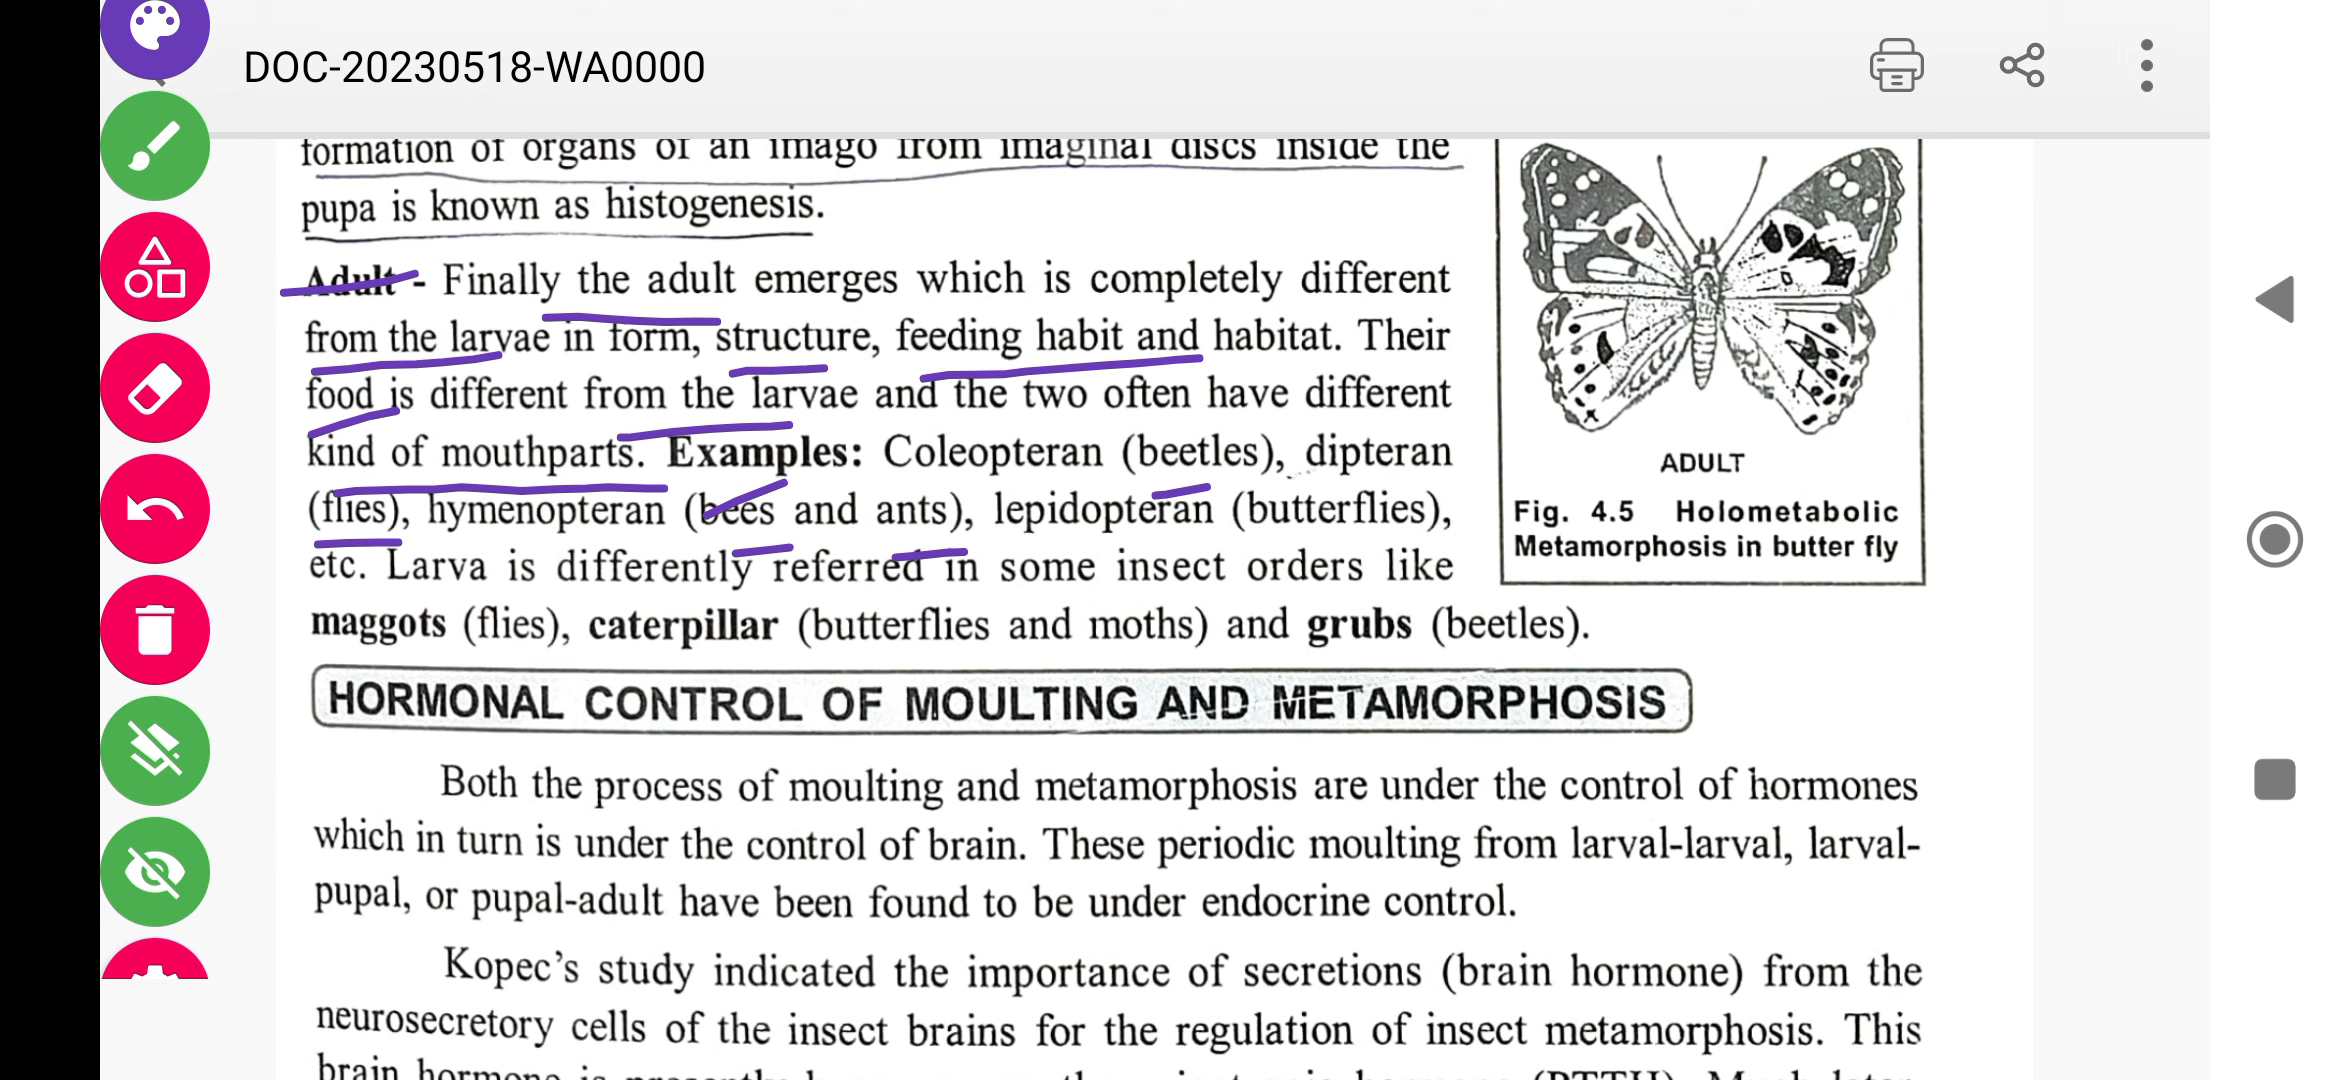 DOC-20230518-WA0000
formation of organs of an imago from imaginal discs inside the
pupa is known as histogenesis.
Adult - Finally the adult emerges which is completely different
from the larvae in form, structure, feeding habit and habitat. Their
food is different from the larvae and the two often have different
kind of mouthparts. Examples: Coleopteran (beetles), dipteran
(flies), hymenopteran (bees and ants), lepidopteran (butterflies),
etc. Larva is differently referred in some insect orders like
maggots (flies), caterpillar (butterflies and moths) and grubs (beetles).
ADULT
Fig. 4.5 Holometabolic
Metamorphosis in butter fly
HORMONAL CONTROL OF MOULTING AND METAMORPHOSIS
Both the process of moulting and metamorphosis are under the control of hormones
which in turn is under the control of brain. These periodic moulting from larval-larval, larval-
pupal, or pupal-adult have been found to be under endocrine control.
Kopec's study indicated the importance of secretions (brain hormone) from the
neurosecretory cells of the insect brains for the regulation of insect metamorphosis. This
brain hormone is (PTTH). Much later